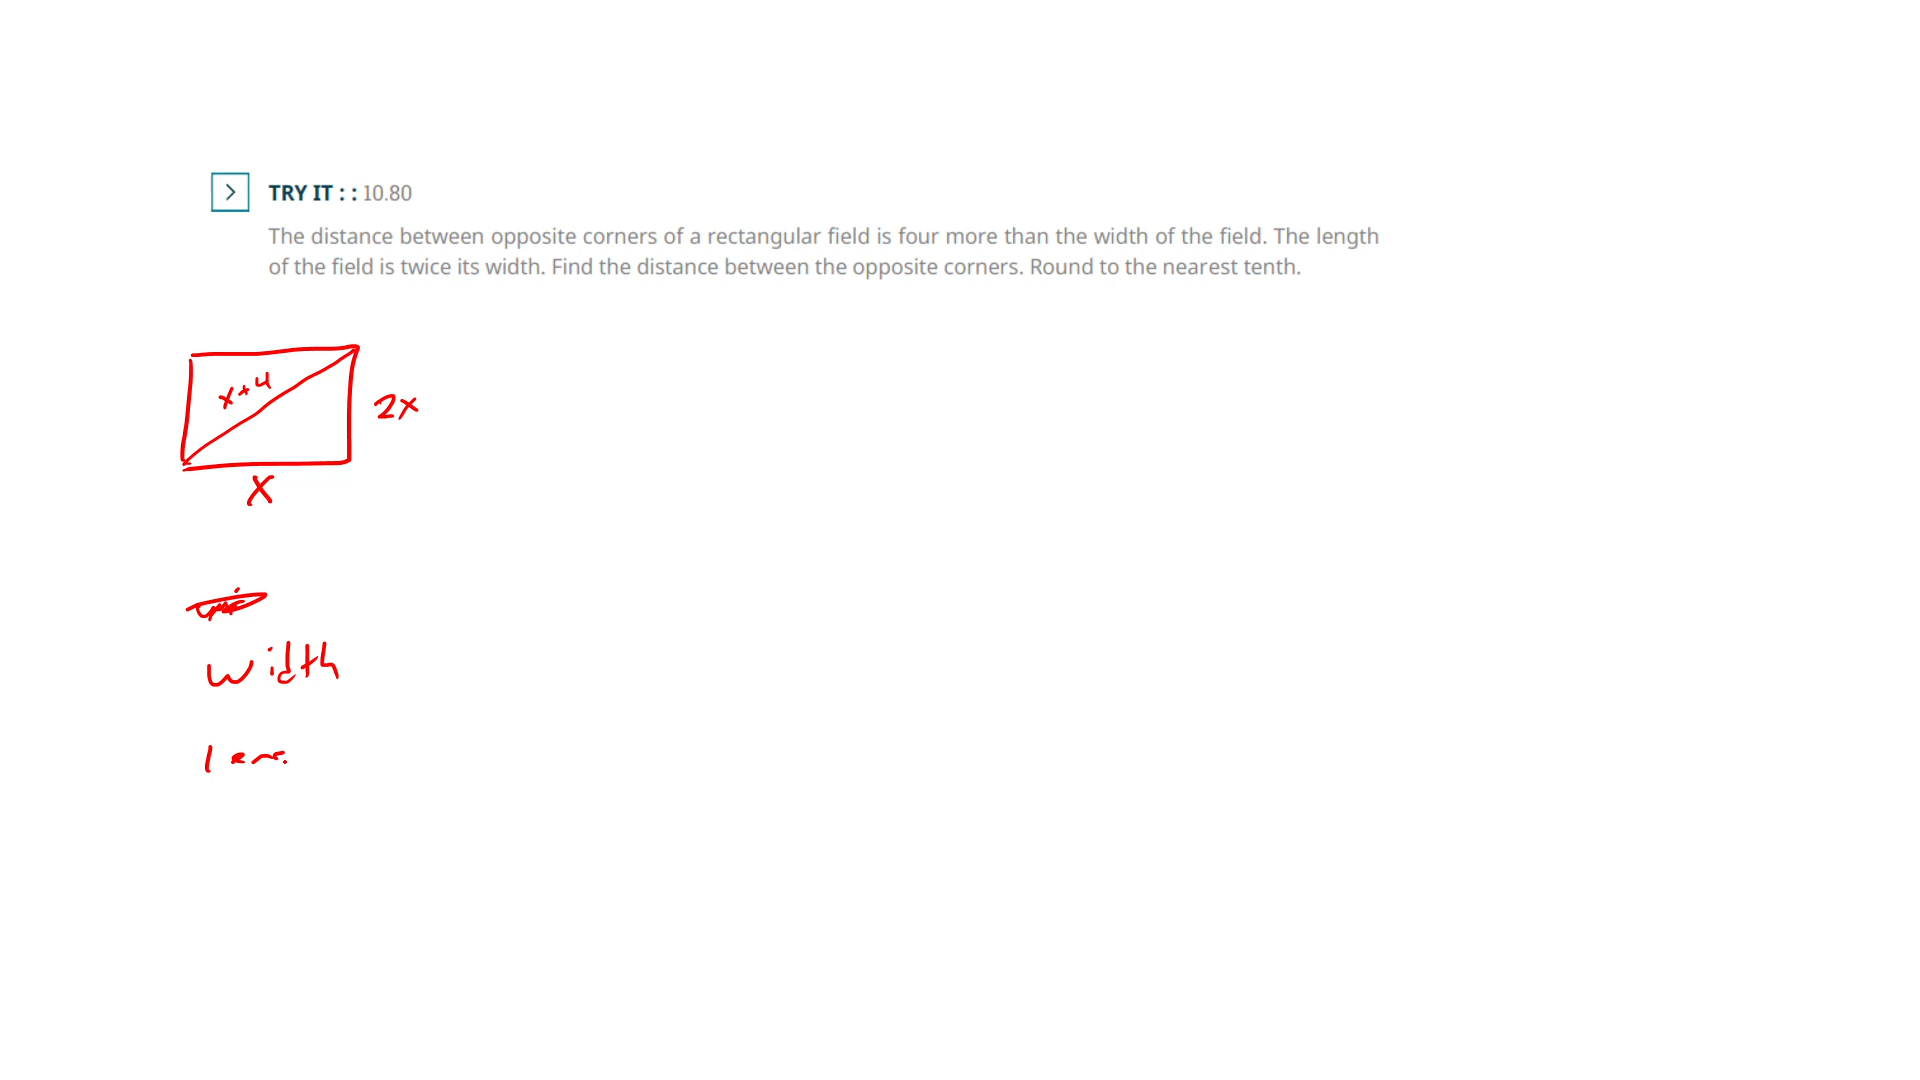 TRY IT : : 10.80
The distance between opposite corners of a rectangular field is four more than the width of the field. The length
of the field is twice its width. Find the distance between the opposite corners. Round to the nearest tenth.
x+4
2x
x
width